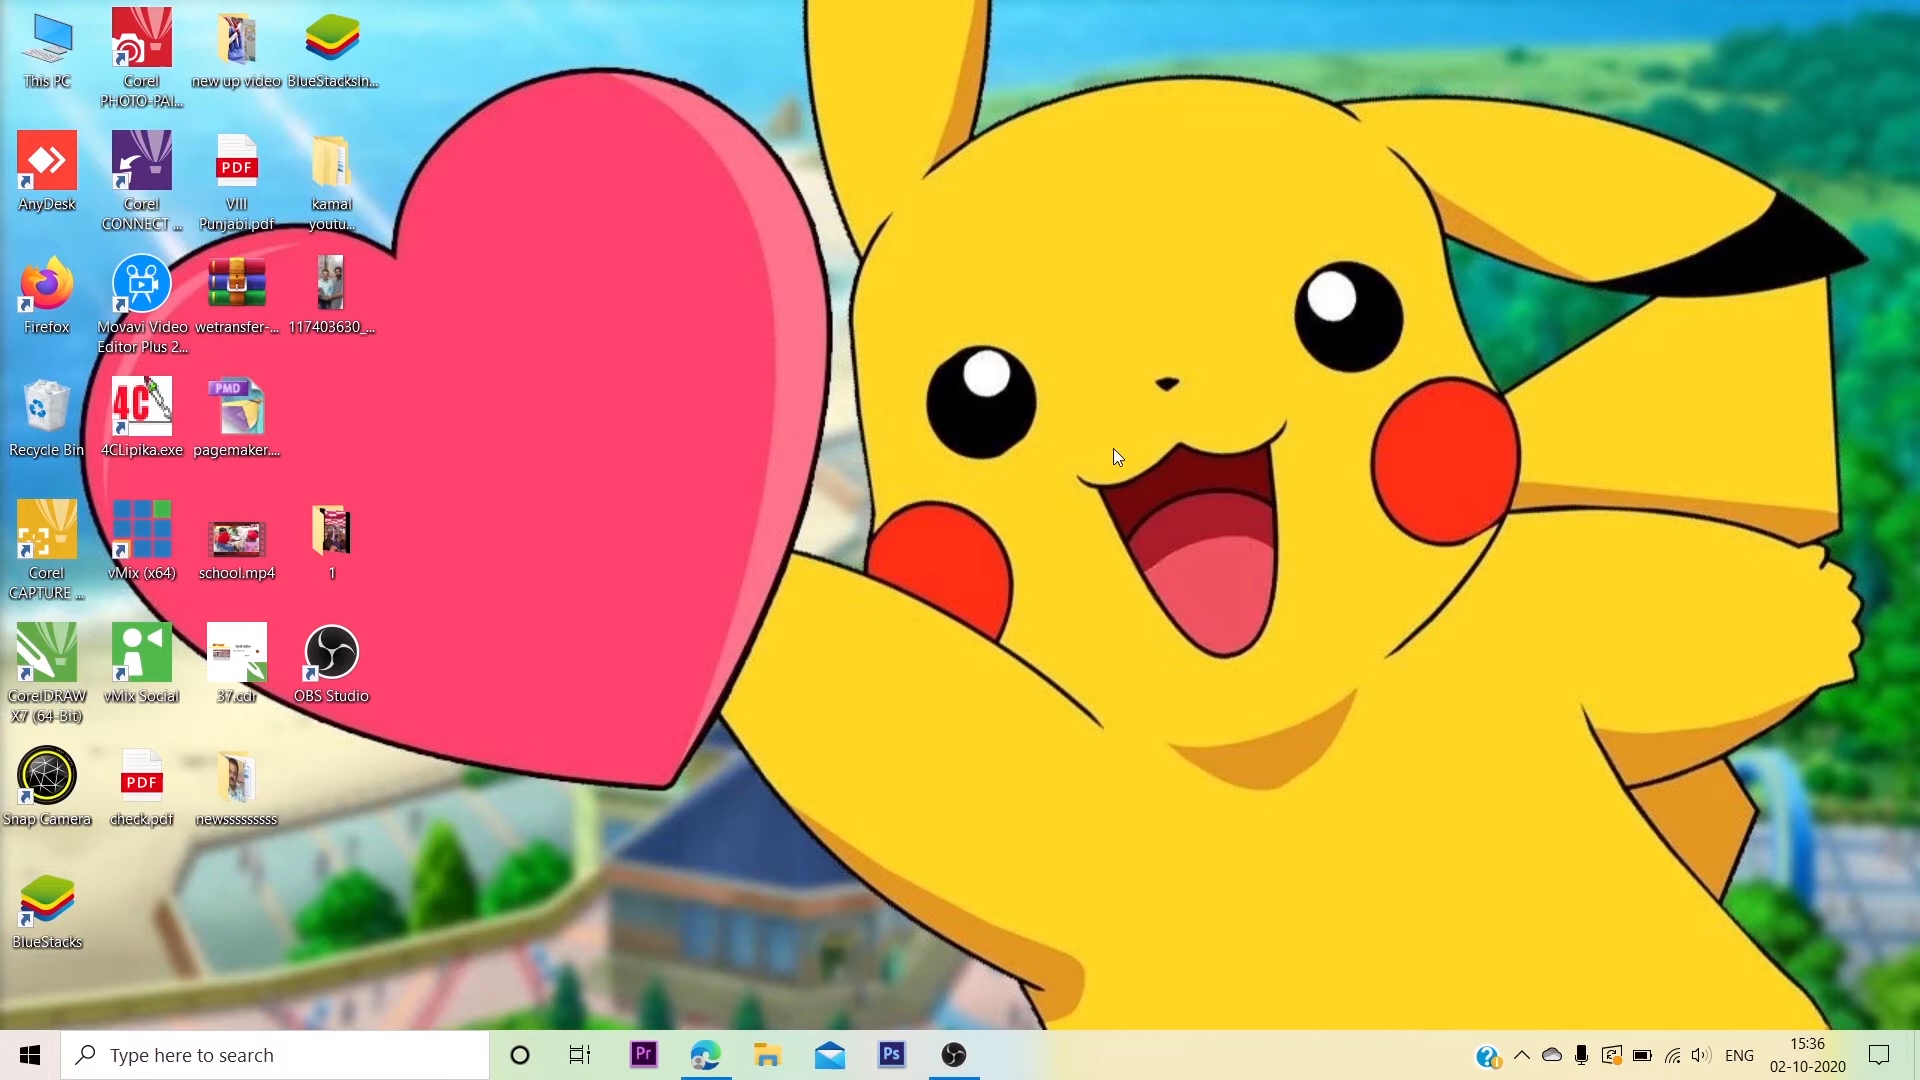 This PC
Corel
PHOTO-PAI...
new up video
BlueStacksIn...
AnyDesk
Corel
CONNECT ...
PDF
VIII
Punjabi.pdf
kamal
youtu...
Firefox
Movavi Video
Editor Plus 2...
wetransfer-...
117403630_...
Recycle Bin
4C
4CLipika.exe
PMD
pagemaker....
Corel
CAPTURE ...
vMix (x64)
school.mp4
1
CorelDRAW
X7 (64-Bit)
vMix Social
37.cdr
OBS Studio
Snap Camera
PDF
check.pdf
newsssssssss
BlueStacks
Type here to search
Pr
Ps
ENG
15:36
02-10-2020